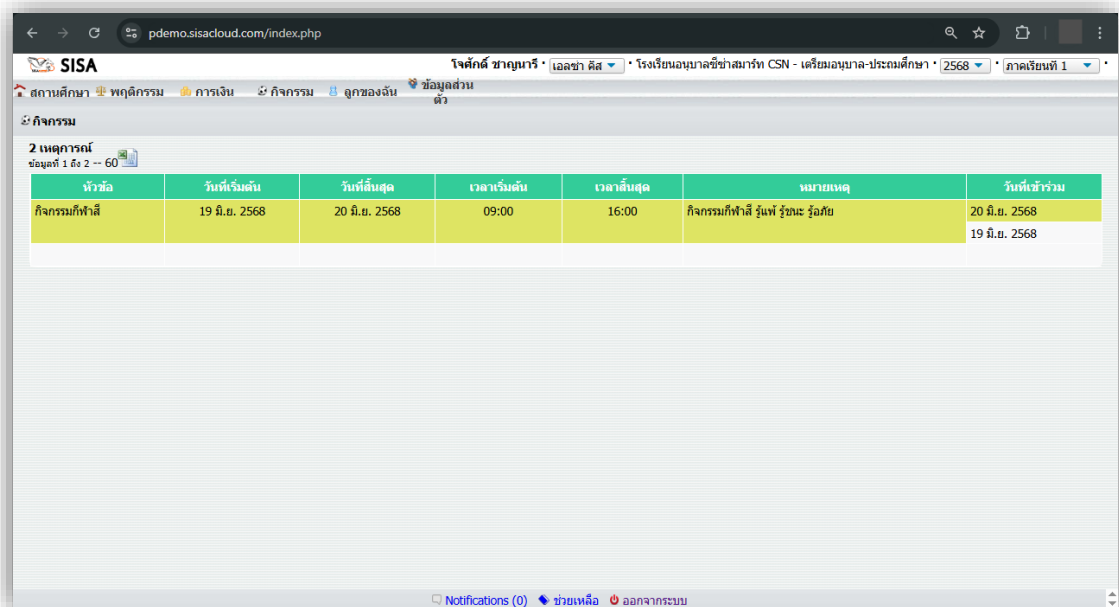 pdemo.sisacloud.com/index.php
SISA
โจศักดิ์ ชาญนารี · เอลซ่า คิส · โรงเรียนอนุบาลซีซ่าสมาร์ท CSN - เตรียมอนุบาล-ประถมศึกษา · 2568 · ภาคเรียนที่ 1 ·
สถานศึกษา พฤติกรรม การเงิน กิจกรรม ลูกของฉัน ข้อมูลส่วนตัว
กิจกรรม
2 เหตุการณ์
ข้อมูลที่ 1 ถึง 2 -- 60
หัวข้อ วันที่เริ่มต้น วันที่สิ้นสุด เวลาเริ่มต้น เวลาสิ้นสุด หมายเหตุ วันที่เข้าร่วม
กิจกรรมกีฬาสี 19 มิ.ย. 2568 20 มิ.ย. 2568 09:00 16:00 กิจกรรมกีฬาสี รู้แพ้ รู้ชนะ รู้อภัย 20 มิ.ย. 2568
19 มิ.ย. 2568
Notifications (0) ช่วยเหลือ ออกจากระบบ